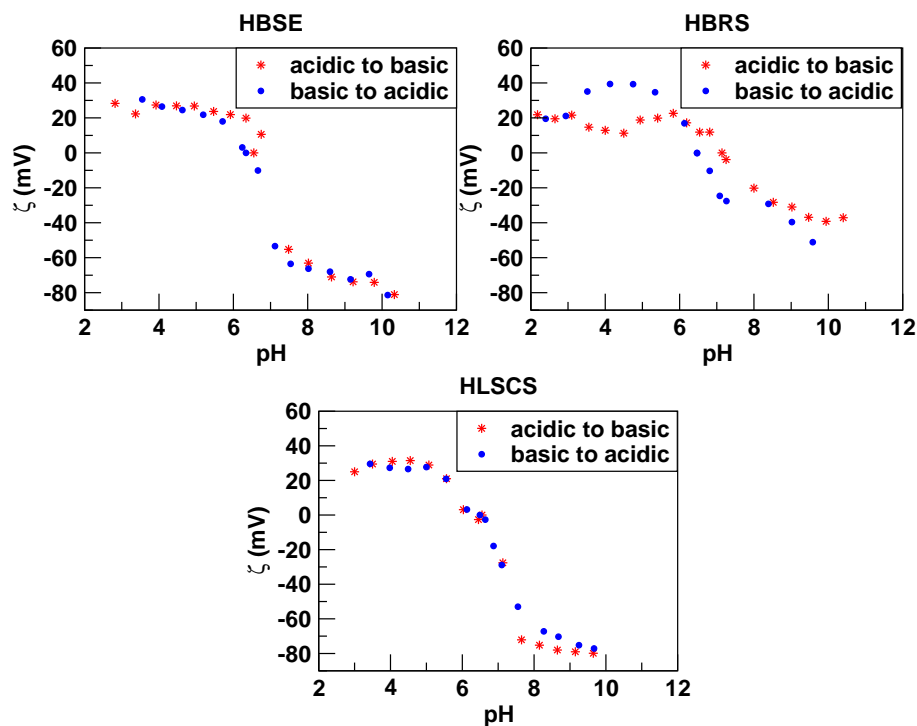 HBSE
60
40
20
0
-20
-40
-60
-80
ζ (mV)
acidic to basic
basic to acidic
2 4 6 8 10 12
pH
HBRS
60
40
20
0
-20
-40
-60
-80
ζ (mV)
acidic to basic
basic to acidic
2 4 6 8 10 12
pH
HLSCS
60
40
20
0
-20
-40
-60
-80
ζ (mV)
acidic to basic
basic to acidic
2 4 6 8 10 12
pH